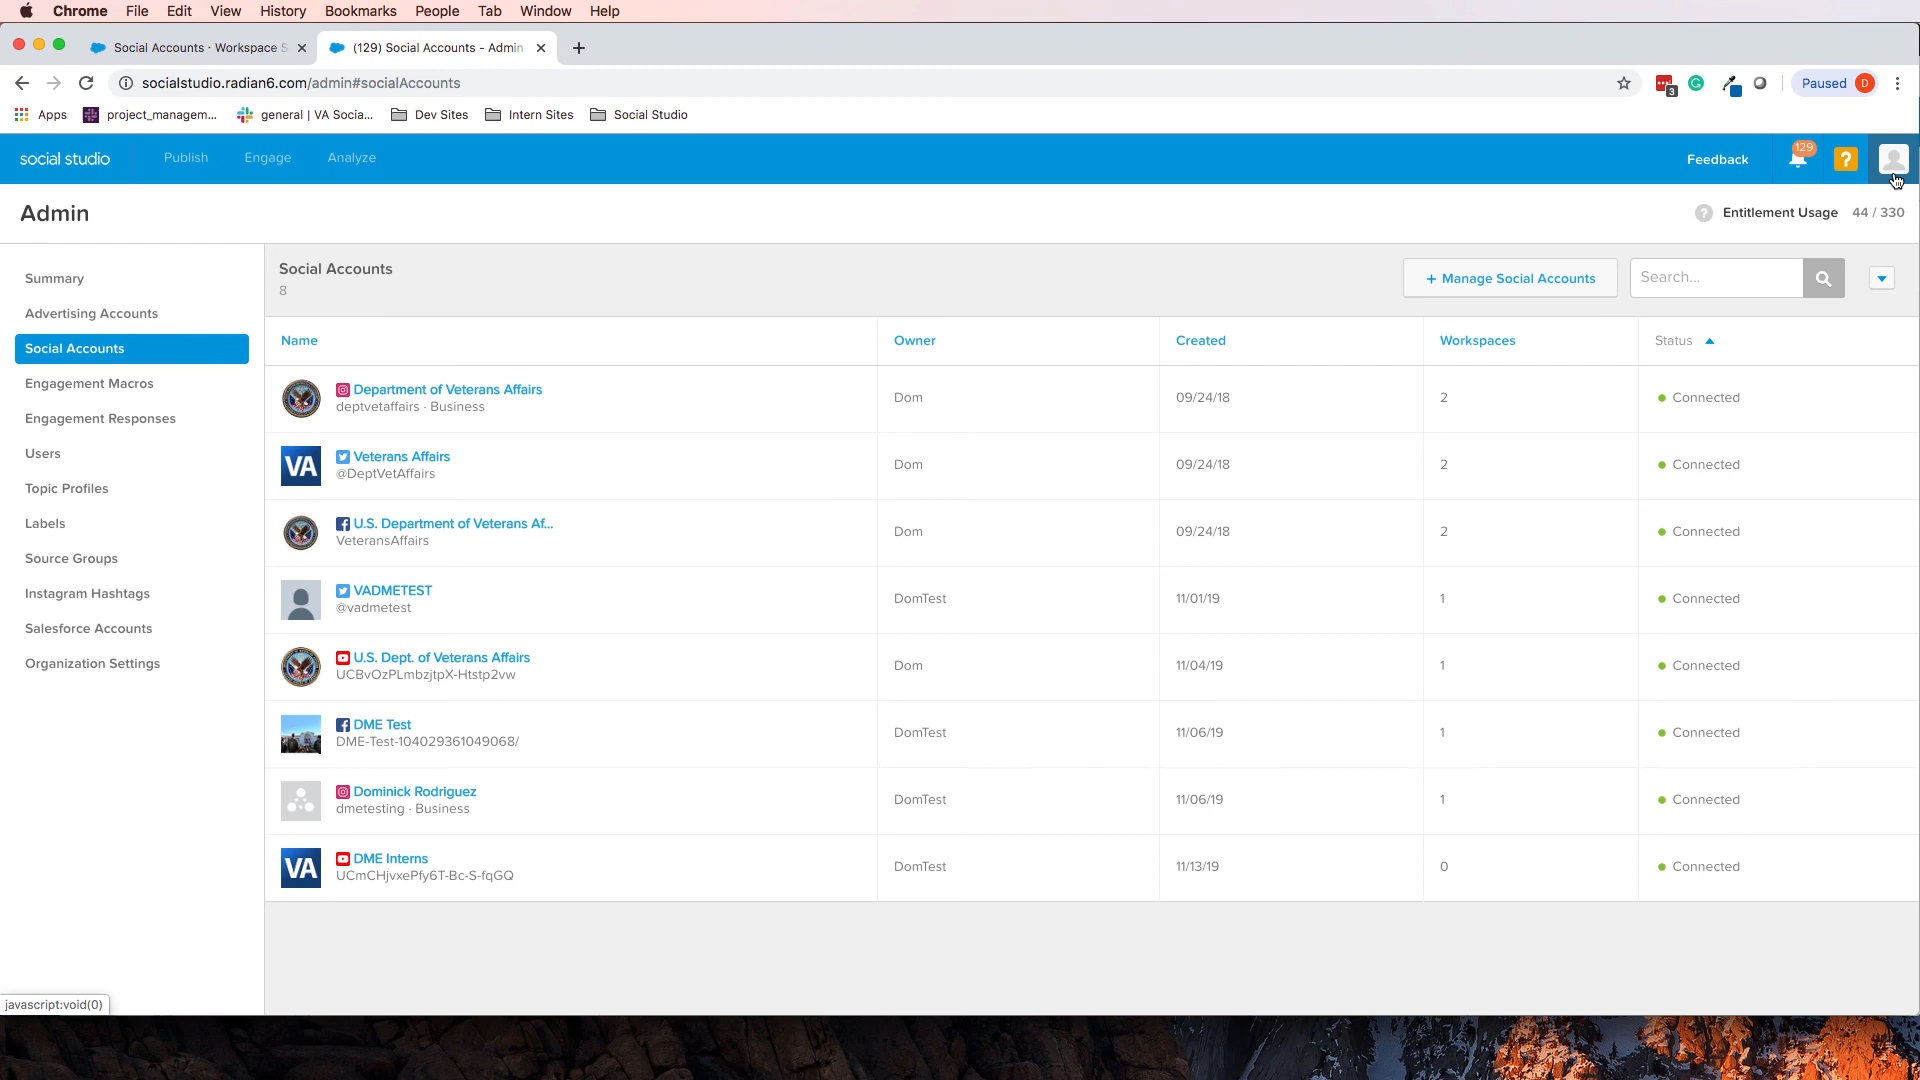 Chrome File Edit View History Bookmarks People Tab Window Help
Social Accounts · Workspace S
(129) Social Accounts - Admin
socialstudio.radian6.com/admin#socialAccounts
3
Paused D
Apps project_managem... general | VA Socia... Dev Sites Intern Sites Social Studio
social studio Publish Engage Analyze Feedback 129 ?
Admin
? Entitlement Usage 44 / 330
Summary
Advertising Accounts
Social Accounts
Engagement Macros
Engagement Responses
Users
Topic Profiles
Labels
Source Groups
Instagram Hashtags
Salesforce Accounts
Organization Settings
Social Accounts
8
+ Manage Social Accounts
Search...
Name Owner Created Workspaces Status
Department of Veterans Affairs
deptvetaffairs · Business
Dom 09/24/18 2 Connected
VA
Veterans Affairs
@DeptVetAffairs
Dom 09/24/18 2 Connected
U.S. Department of Veterans Af...
VeteransAffairs
Dom 09/24/18 2 Connected
VADMETEST
@vadmetest
DomTest 11/01/19 1 Connected
U.S. Dept. of Veterans Affairs
UCBvOzPLmbzjtpX-Htstp2vw
Dom 11/04/19 1 Connected
DME Test
DME-Test-104029361049068/
DomTest 11/06/19 1 Connected
Dominick Rodriguez
dmetesting · Business
DomTest 11/06/19 1 Connected
VA
DME Interns
UCmCHjvxePfy6T-Bc-S-fqGQ
DomTest 11/13/19 0 Connected
javascript:void(0)